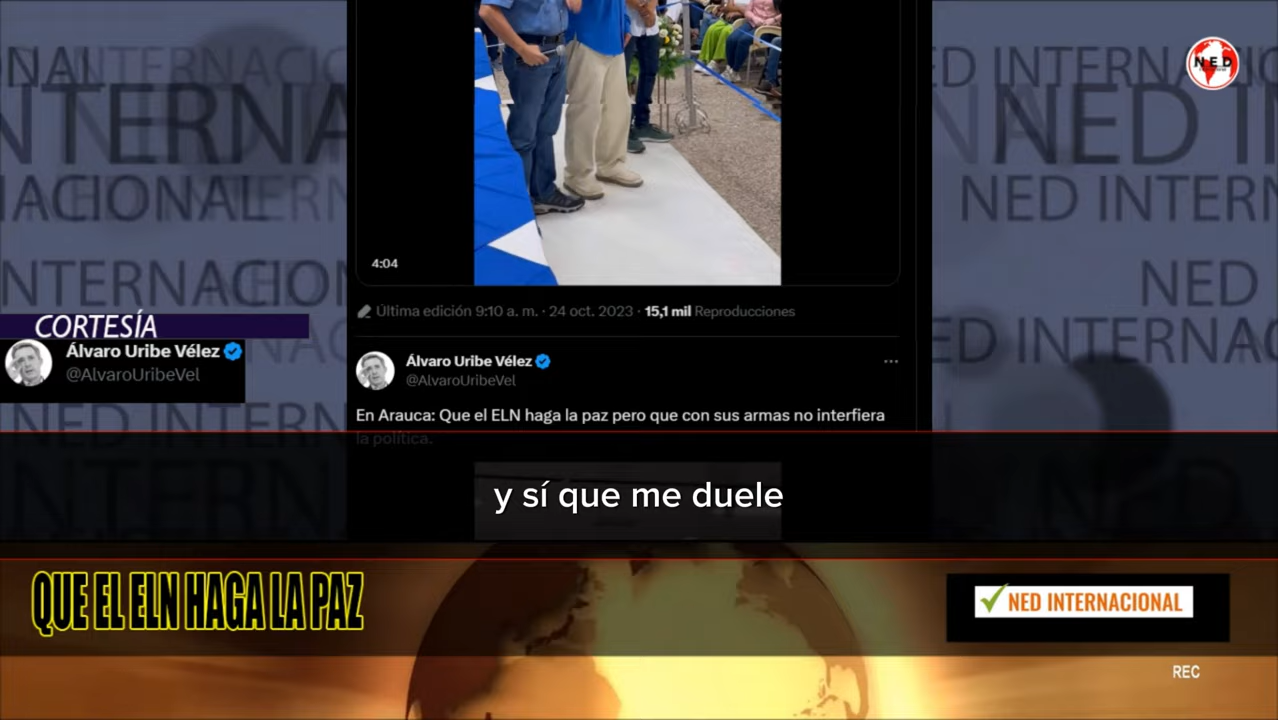 NED
4:04
Última edición 9:10 a. m. · 24 oct. 2023 · 15,1 mil Reproducciones
CORTESÍA
Álvaro Uribe Vélez
@AlvaroUribeVel
Álvaro Uribe Vélez
@AlvaroUribeVel
En Arauca: Que el ELN haga la paz pero que con sus armas no interfiera
la política.
y sí que me duele
QUE EL ELN HAGA LA PAZ
NED INTERNACIONAL
REC